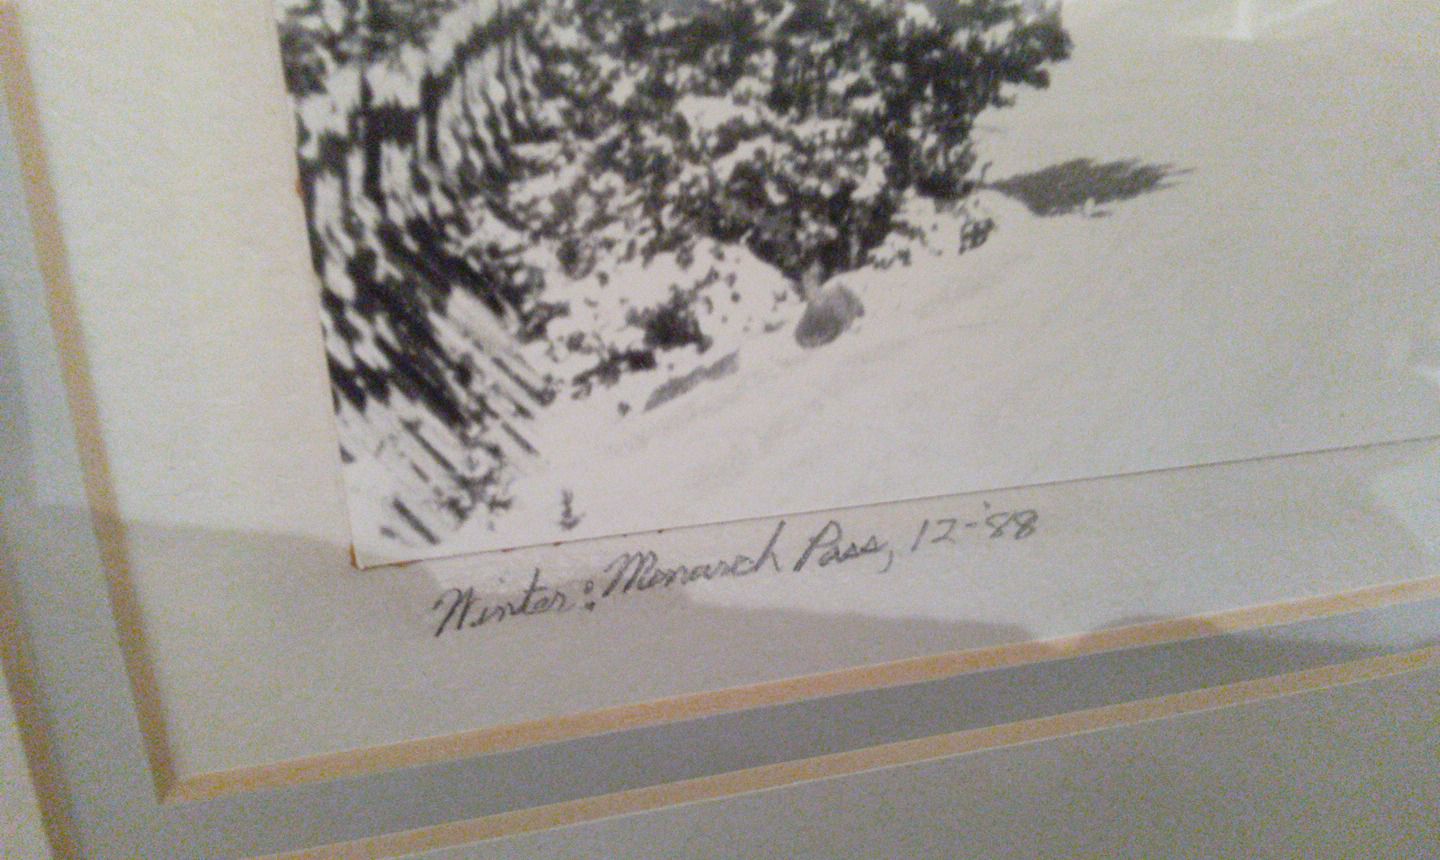 Winter: Monarch Pass, 12-'88